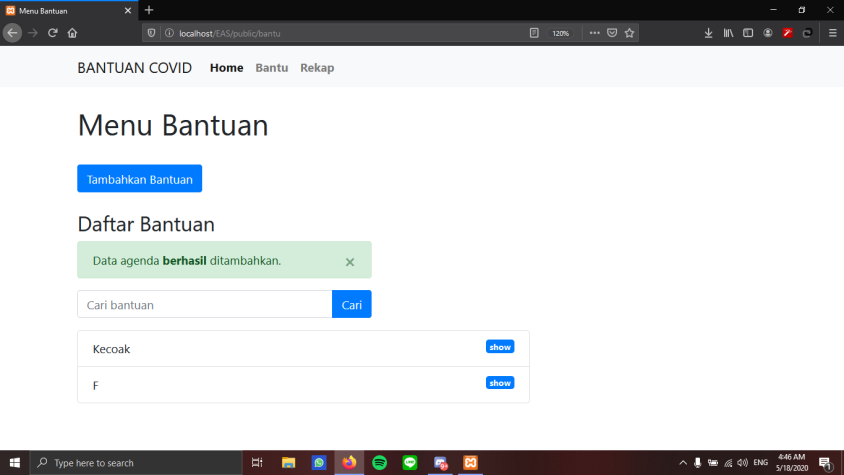 Menu Bantuan
localhost/EAS/public/bantu
120%
BANTUAN COVID Home Bantu Rekap
Menu Bantuan
Tambahkan Bantuan
Daftar Bantuan
Data agenda berhasil ditambahkan. ×
Cari bantuan Cari
Kecoak show
F show
Type here to search
ENG
4:46 AM
5/18/2020